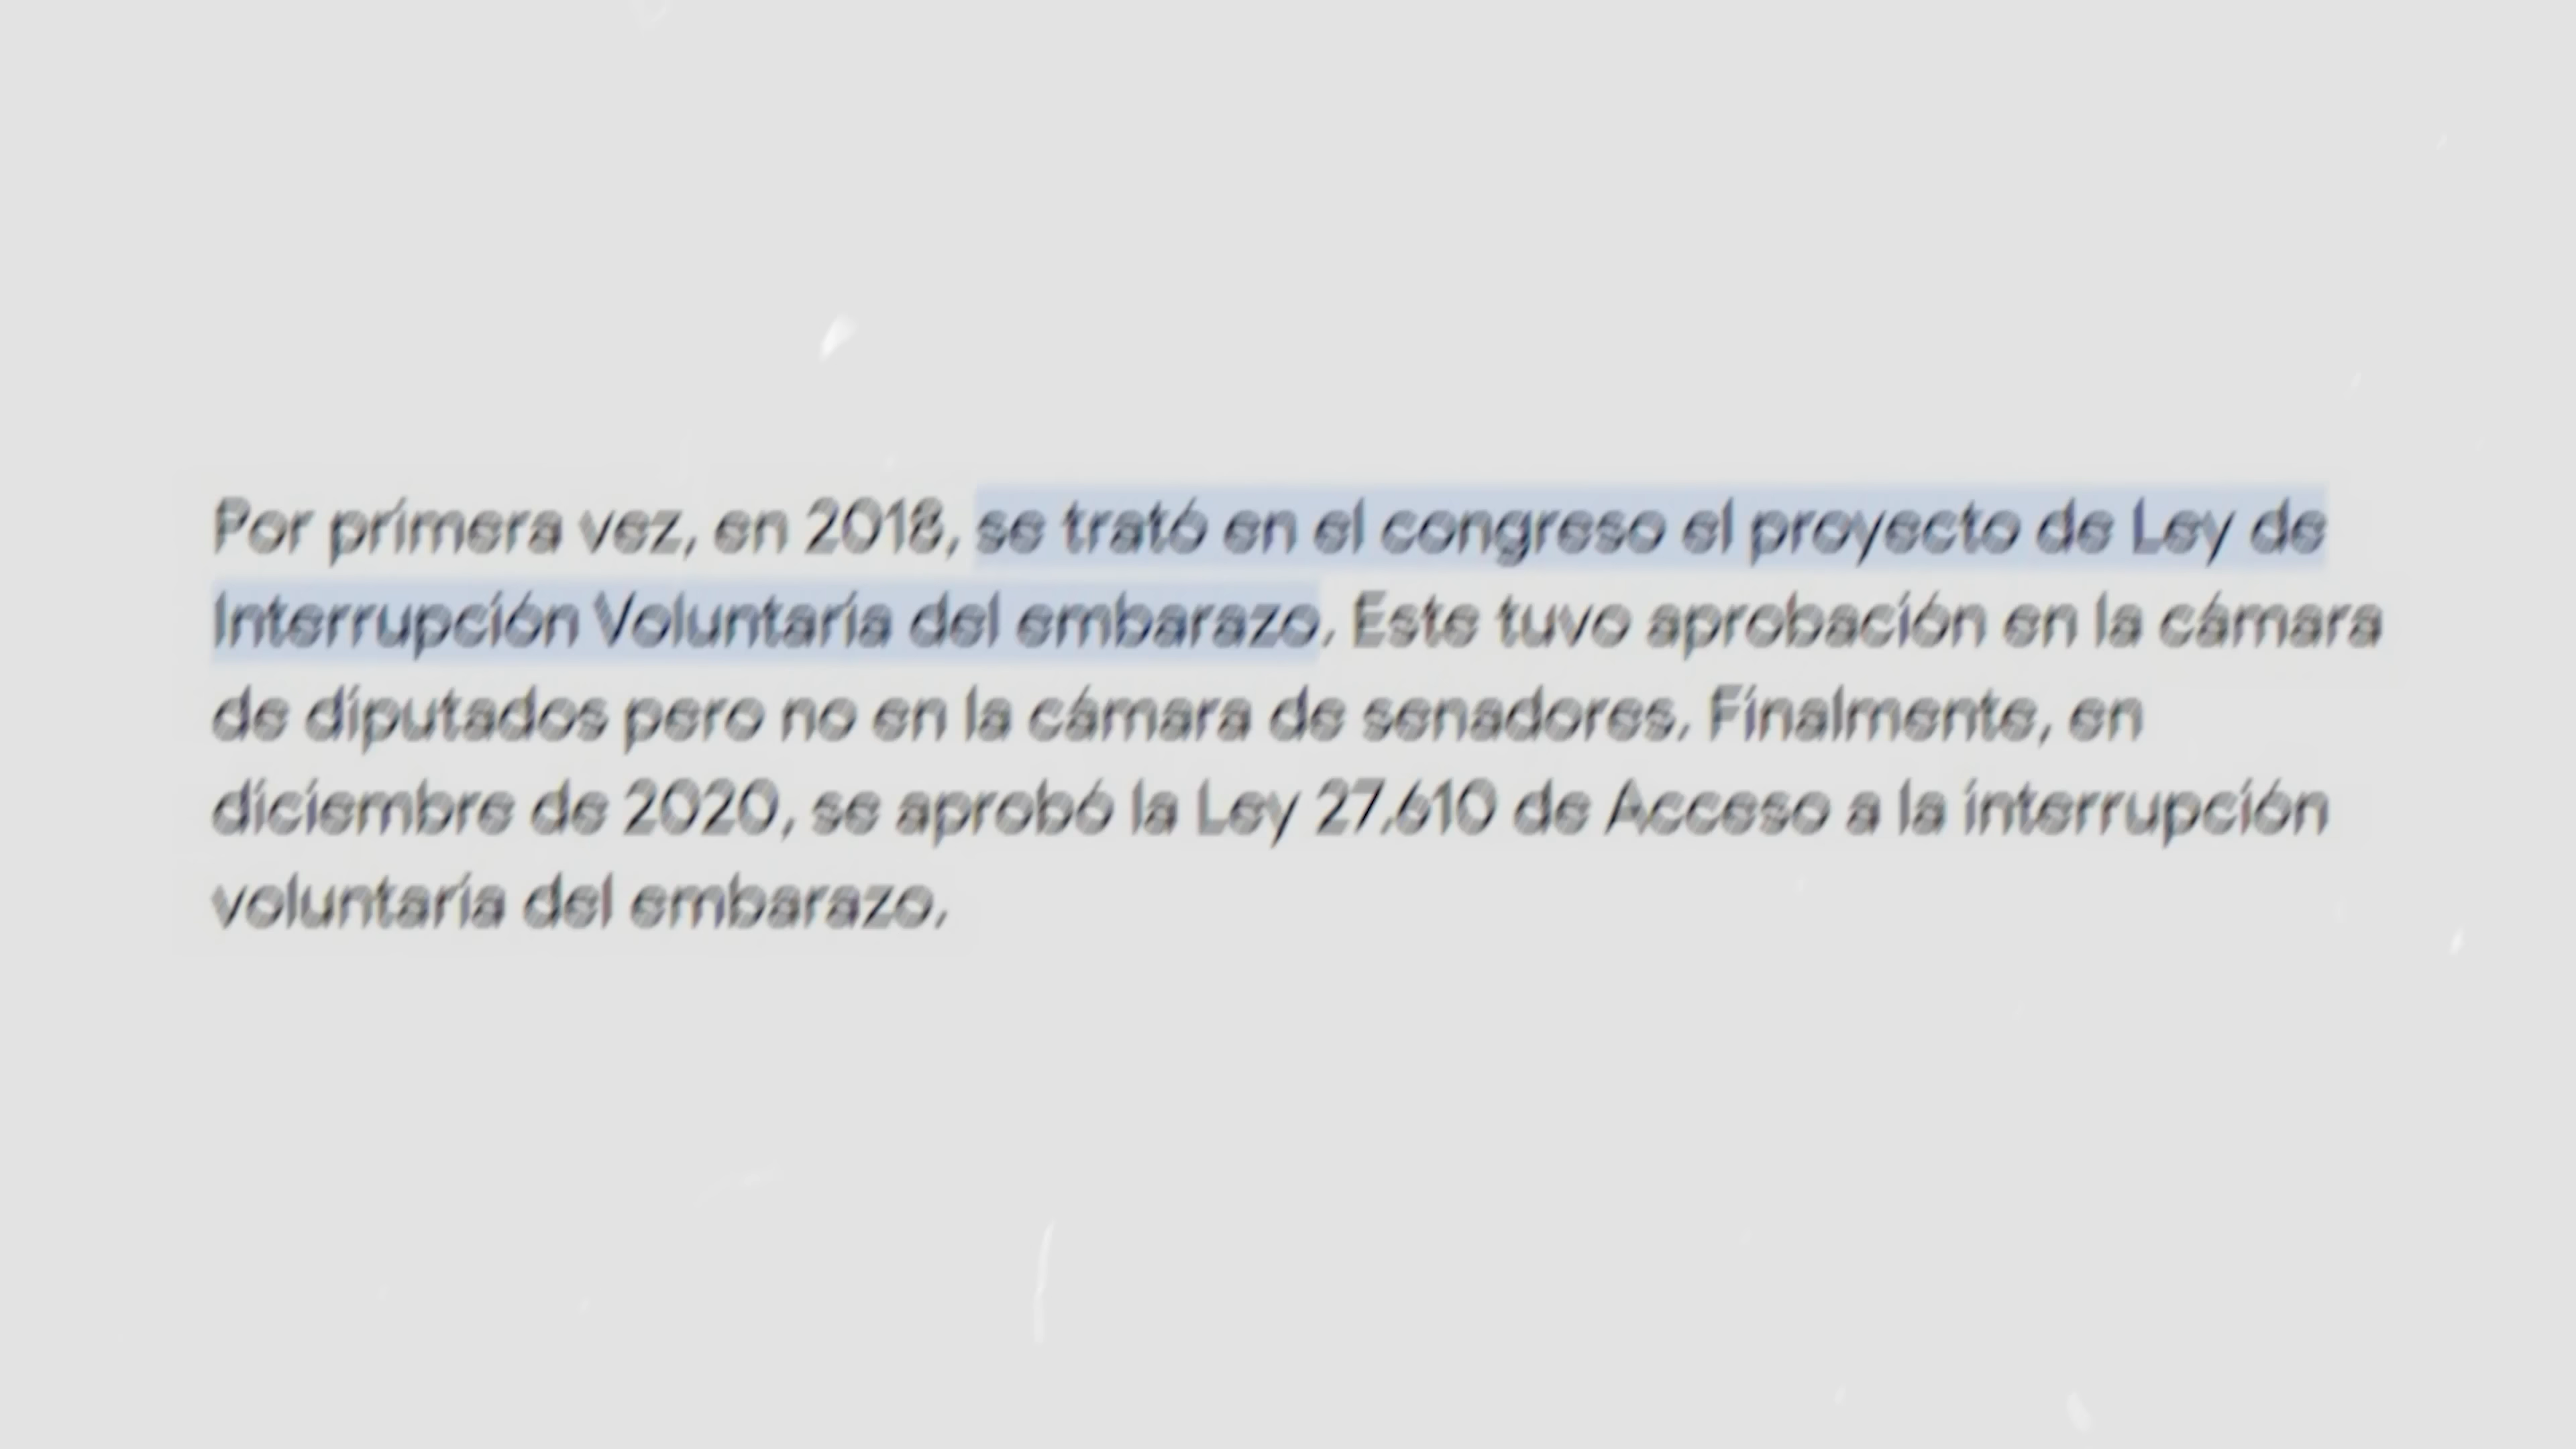 Por primera vez, en 2018, se trató en el congreso el proyecto de Ley de
Interrupción Voluntaria del embarazo. Este tuvo aprobación en la cámara
de diputados pero no en la cámara de senadores. Finalmente, en
diciembre de 2020, se aprobó la Ley 27.610 de Acceso a la interrupción
voluntaria del embarazo.